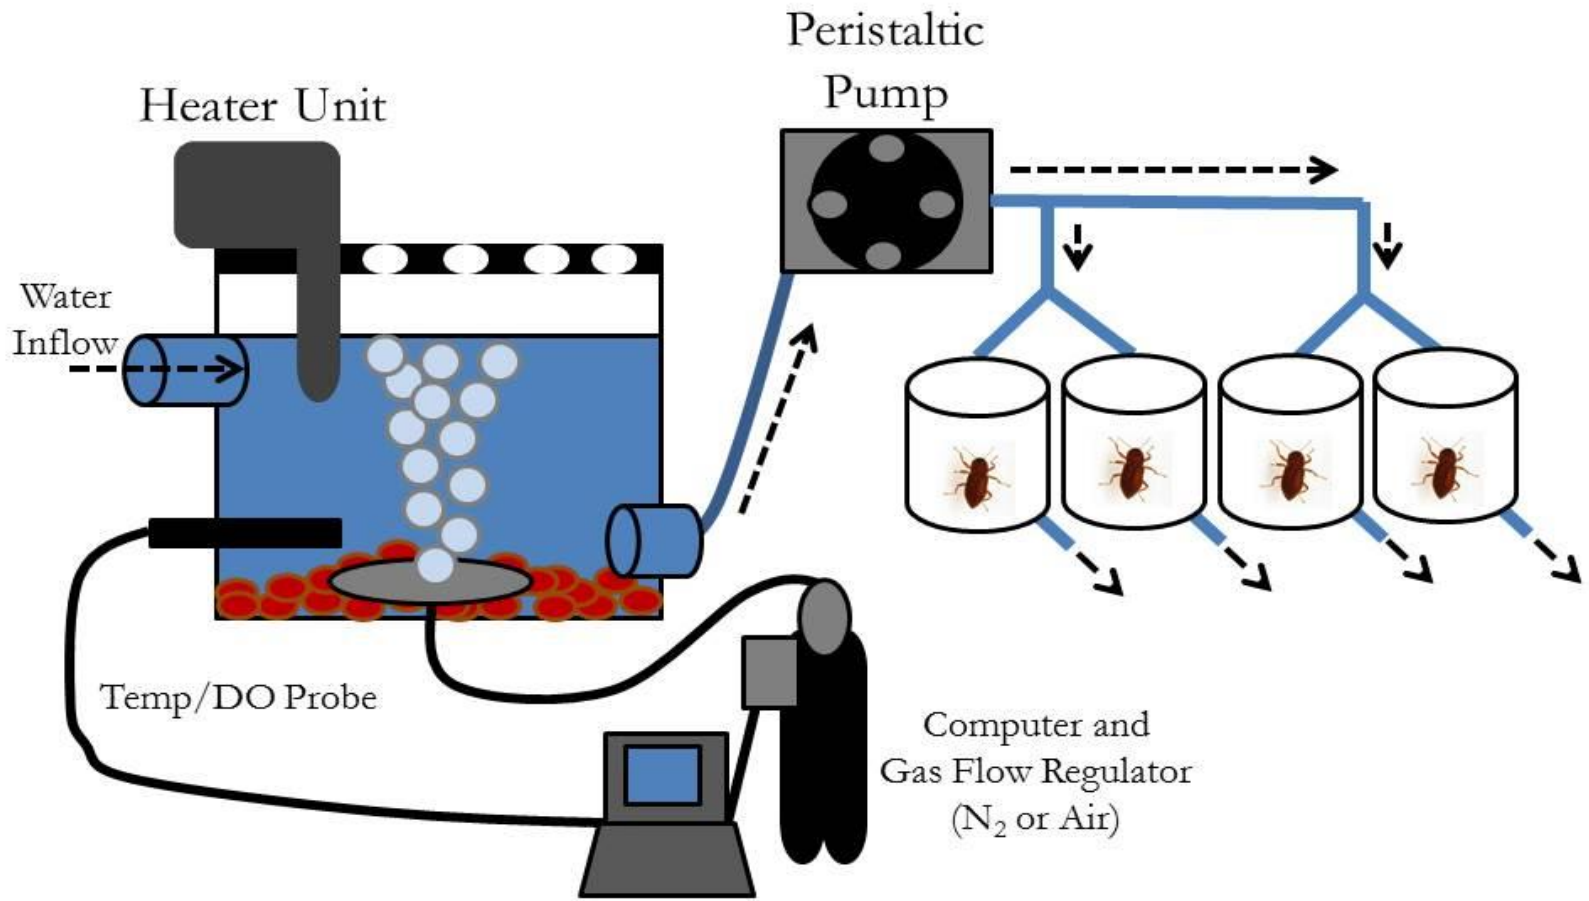 Peristaltic
Pump
Heater Unit
Water
Inflow
Temp/DO Probe
Computer and
Gas Flow Regulator
(N₂ or Air)